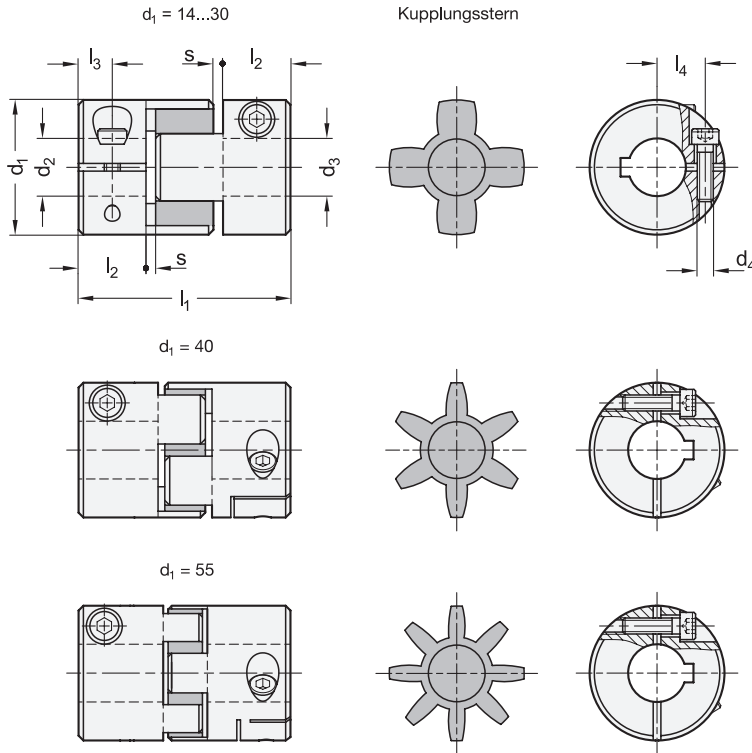 d₁ = 14...30
Kupplungsstern
l₃
s
l₂
l₄
d₁
d₂
d₃
d₄
l₂
s
l₁
d₁ = 40
d₁ = 55